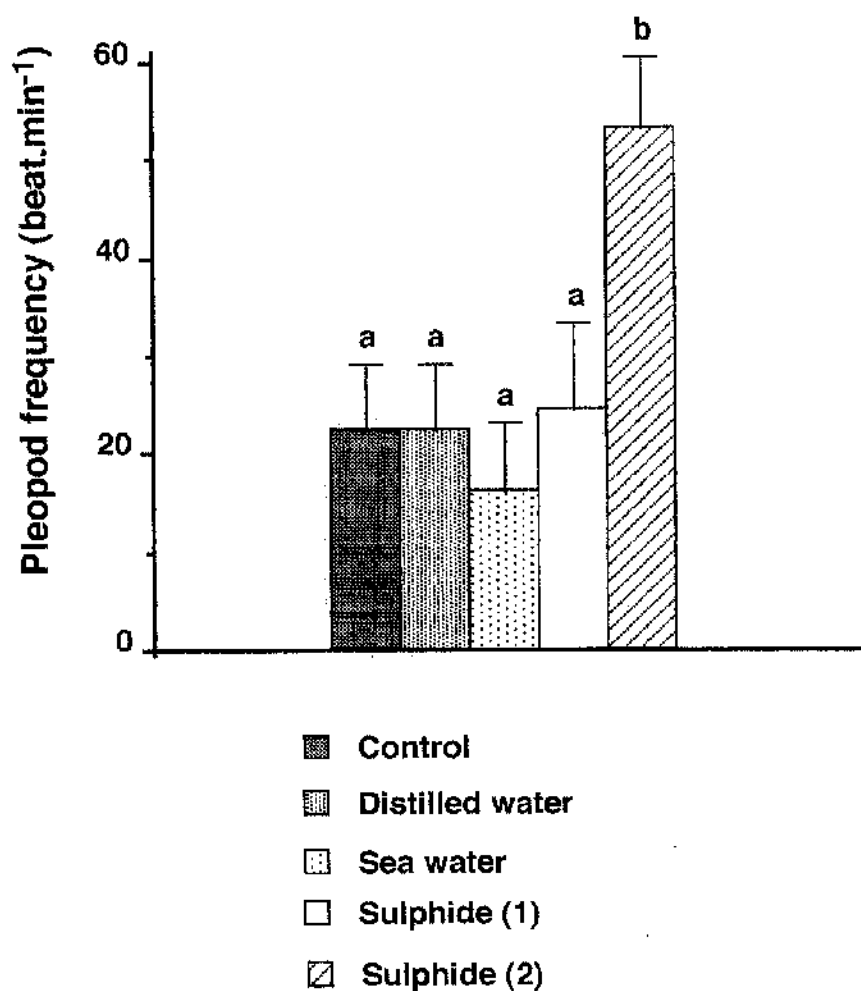 Pleopod frequency (beat.min-1)
60
40
20
0
a
a
a
a
b
Control
Distilled water
Sea water
Sulphide (1)
Sulphide (2)